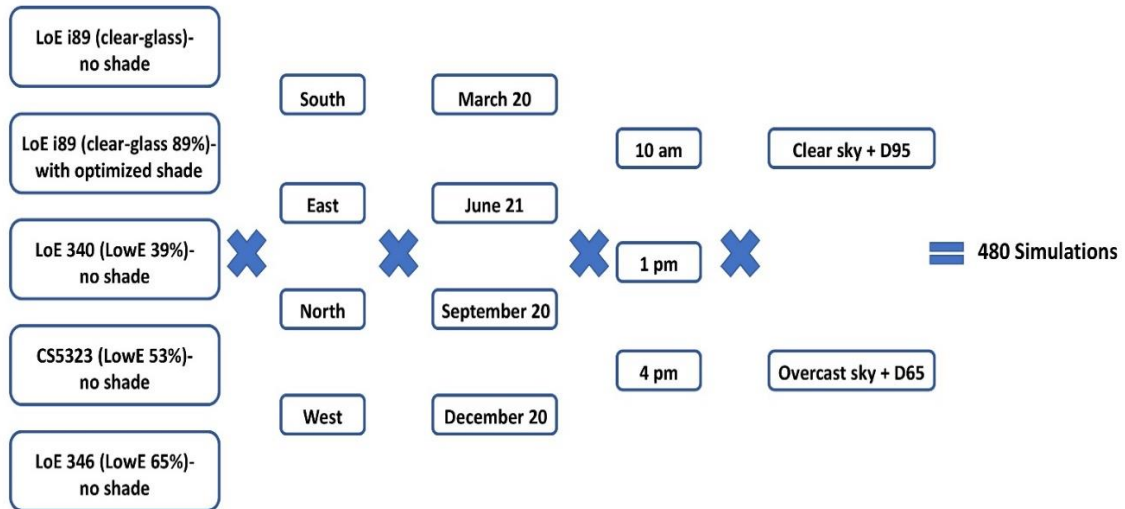 LoE i89 (clear-glass)-
no shade
LoE i89 (clear-glass 89%)-
with optimized shade
LoE 340 (LowE 39%)-
no shade
CS5323 (LowE 53%)-
no shade
LoE 346 (LowE 65%)-
no shade
South
East
North
West
March 20
June 21
September 20
December 20
10 am
1 pm
4 pm
Clear sky + D95
Overcast sky + D65
480 Simulations